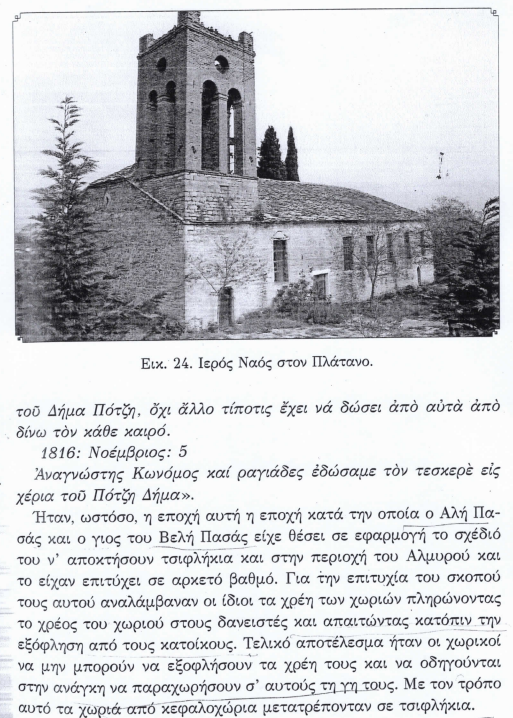 Εικ. 24. Ιερός Ναός στον Πλάτανο.
τοῦ Δήμα Πότζη, ὄχι ἄλλο τίποτις ἔχει νά δώσει ἀπὸ αὐτὰ ἀπὸ
δίνω τὸν κάθε καιρό.
1816: Νοέμβριος: 5
Ἀναγνώστης Κωνόμος καί ραγιάδες ἐδώσαμε τὸν τεσκερὲ εἰς
χέρια τοῦ Πότζη Δήμα».
Ήταν, ωστόσο, η εποχή αυτή η εποχή κατά την οποία ο Αλή Πα-
σάς και ο γιος του Βελή Πασάς είχε θέσει σε εφαρμογή το σχέδιό
του ν' αποκτήσουν τσιφλήκια και στην περιοχή του Αλμυρού και
το είχαν επιτύχει σε αρκετό βαθμό. Για την επιτυχία του σκοπού
τους αυτού αναλάμβαναν οι ίδιοι τα χρέη των χωριών πληρώνοντας
το χρέος του χωριού στους δανειστές και απαιτώντας κατόπιν την
εξόφληση από τους κατοίκους. Τελικό αποτέλεσμα ήταν οι χωρικοί
να μην μπορούν να εξοφλήσουν τα χρέη τους και να οδηγούνται
στην ανάγκη να παραχωρήσουν σ' αυτούς τη γη τους. Με τον τρόπο
αυτό τα χωριά από κεφαλοχώρια μετατρέπονταν σε τσιφλήκια.